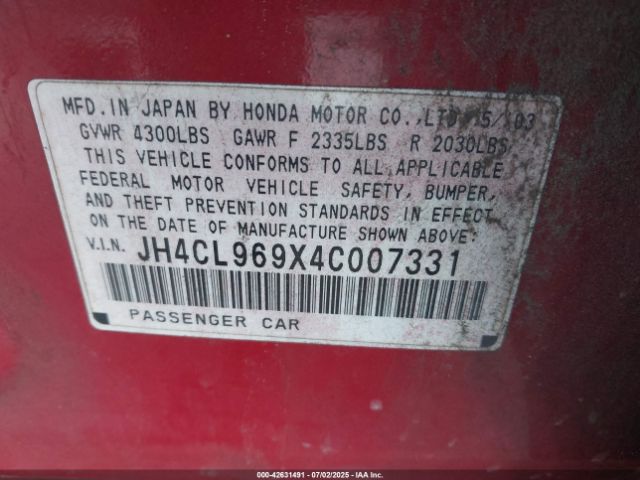 MFD. IN JAPAN BY HONDA MOTOR CO.,LTD. 5/'03
GVWR 4300LBS GAWR F 2335LBS R 2030LBS
THIS VEHICLE CONFORMS TO ALL APPLICABLE
FEDERAL MOTOR VEHICLE SAFETY, BUMPER,
AND THEFT PREVENTION STANDARDS IN EFFECT
ON THE DATE OF MANUFACTURE SHOWN ABOVE:
V.I.N. JH4CL969X4C007331
PASSENGER CAR
000-42631491 - 07/02/2025 - IAA Inc.